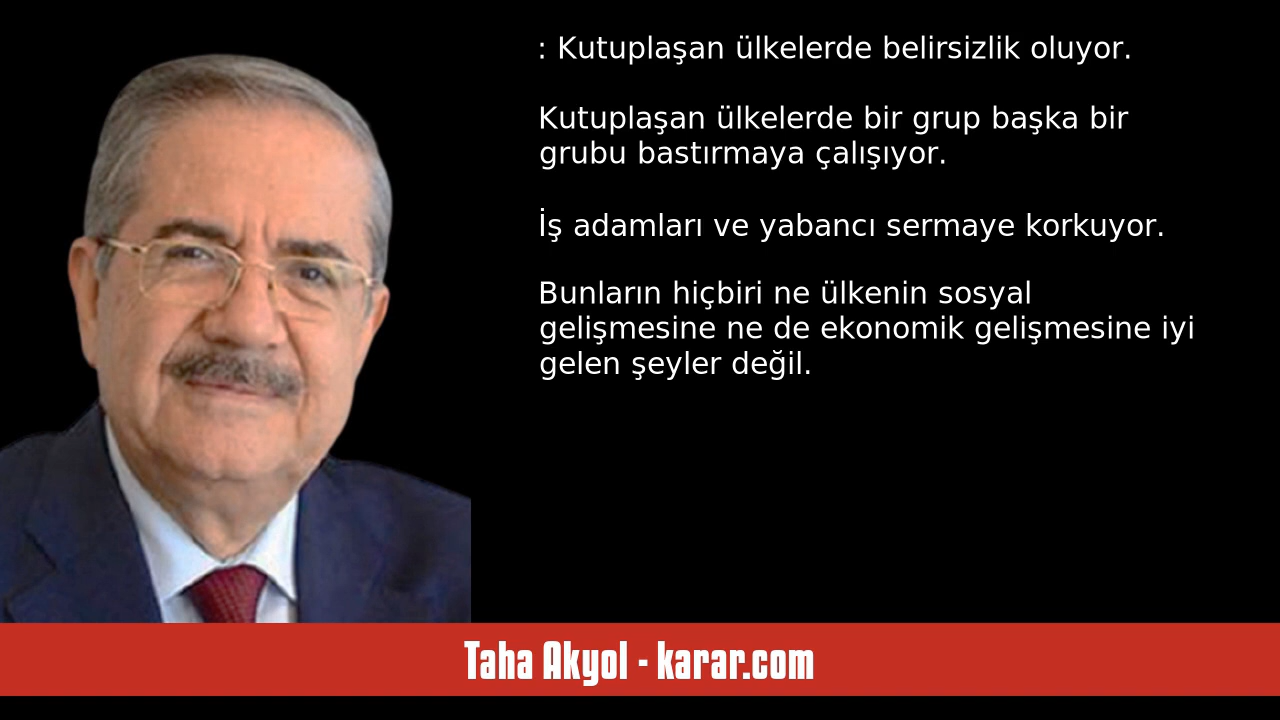 : Kutuplaşan ülkelerde belirsizlik oluyor.
Kutuplaşan ülkelerde bir grup başka bir
grubu bastırmaya çalışıyor.
İş adamları ve yabancı sermaye korkuyor.
Bunların hiçbiri ne ülkenin sosyal
gelişmesine ne de ekonomik gelişmesine iyi
gelen şeyler değil.
Taha Akyol - karar.com